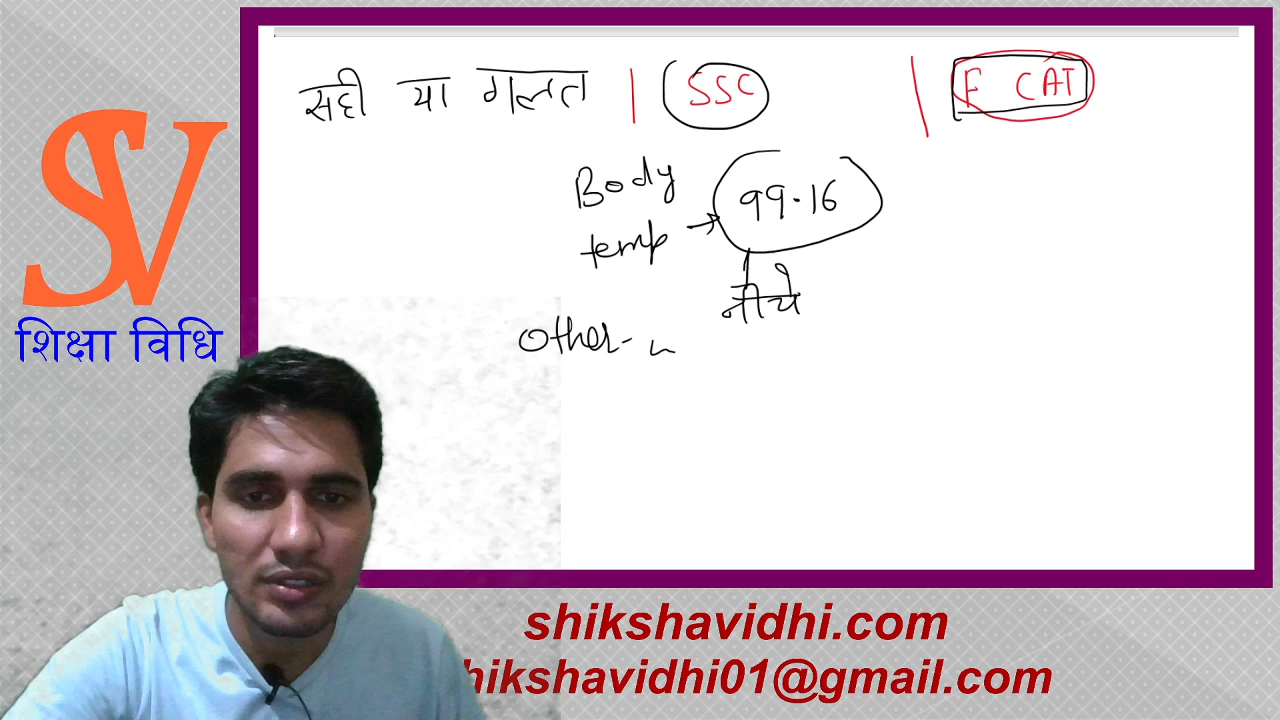 सही या गलत | SSC | F CAT
Body
temp → 99.16
नीचे
Other-
SV
शिक्षा विधि
shikshavidhi.com
hikshavidhi01@gmail.com